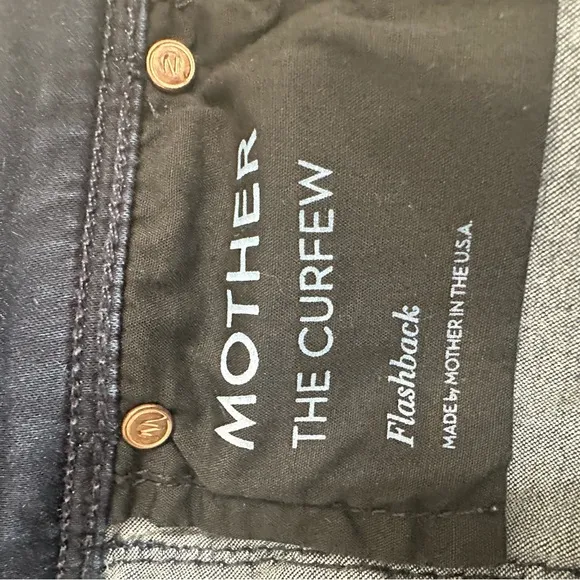 MOTHER
THE CURFEW
Flashback
MADE by MOTHER IN THE U.S.A.